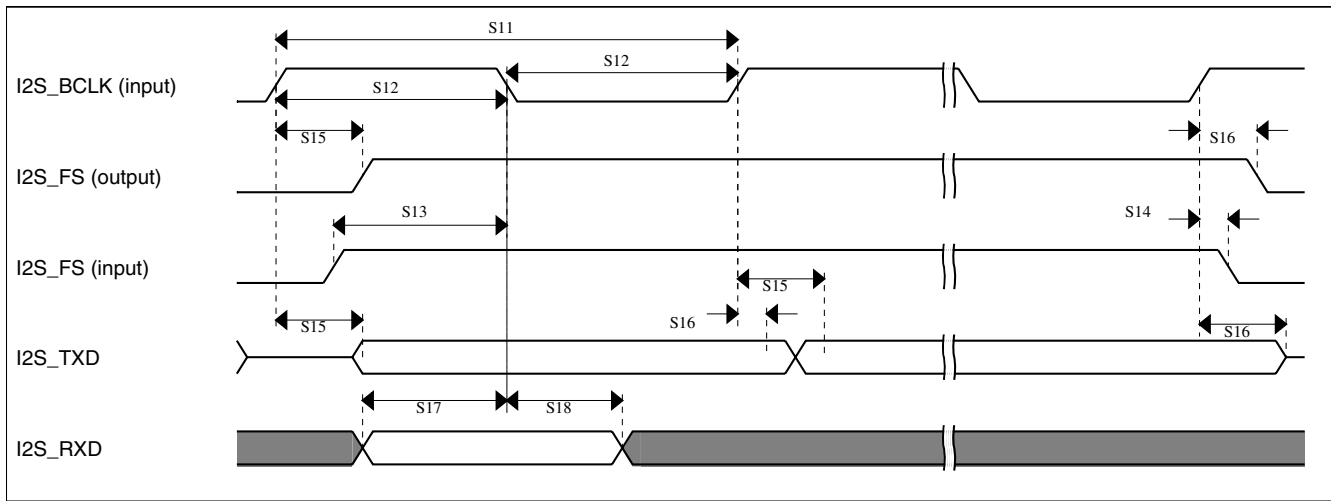 S11
S12
I2S_BCLK (input)
S12
S15
S16
I2S_FS (output)
S13
S14
I2S_FS (input)
S15
S16
S15
S16
I2S_TXD
S17
S18
I2S_RXD